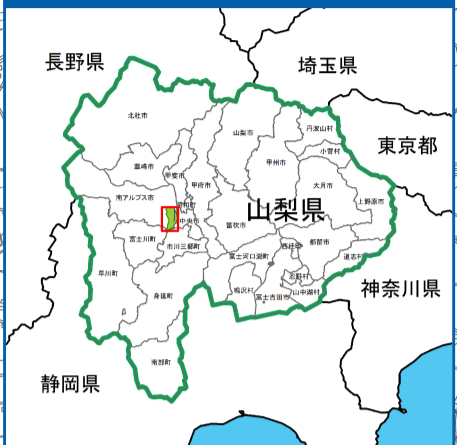 長野県
埼玉県
北杜市
山梨市
丹波山村
小菅村
東京都
韮崎市
甲斐市
甲府市
甲州市
大月市
南アルプス市
昭和町
中央市
山梨県
上野原市
笛吹市
富士川町
市川三郷町
西桂町
都留市
道志村
早川町
富士河口湖町
忍野村
身延町
鳴沢村
富士吉田市
山中湖村
神奈川県
南部町
静岡県